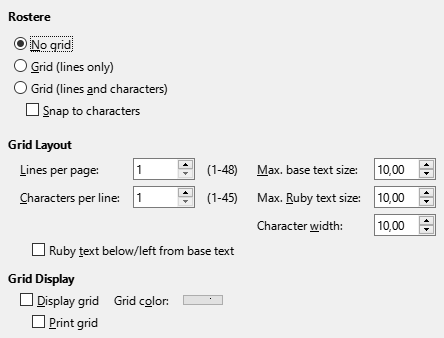 Rostere
No grid
Grid (lines only)
Grid (lines and characters)
Snap to characters
Grid Layout
Lines per page: 1 (1-48) Max. base text size: 10,00
Characters per line: 1 (1-45) Max. Ruby text size: 10,00
Character width: 10,00
Ruby text below/left from base text
Grid Display
Display grid Grid color:
Print grid